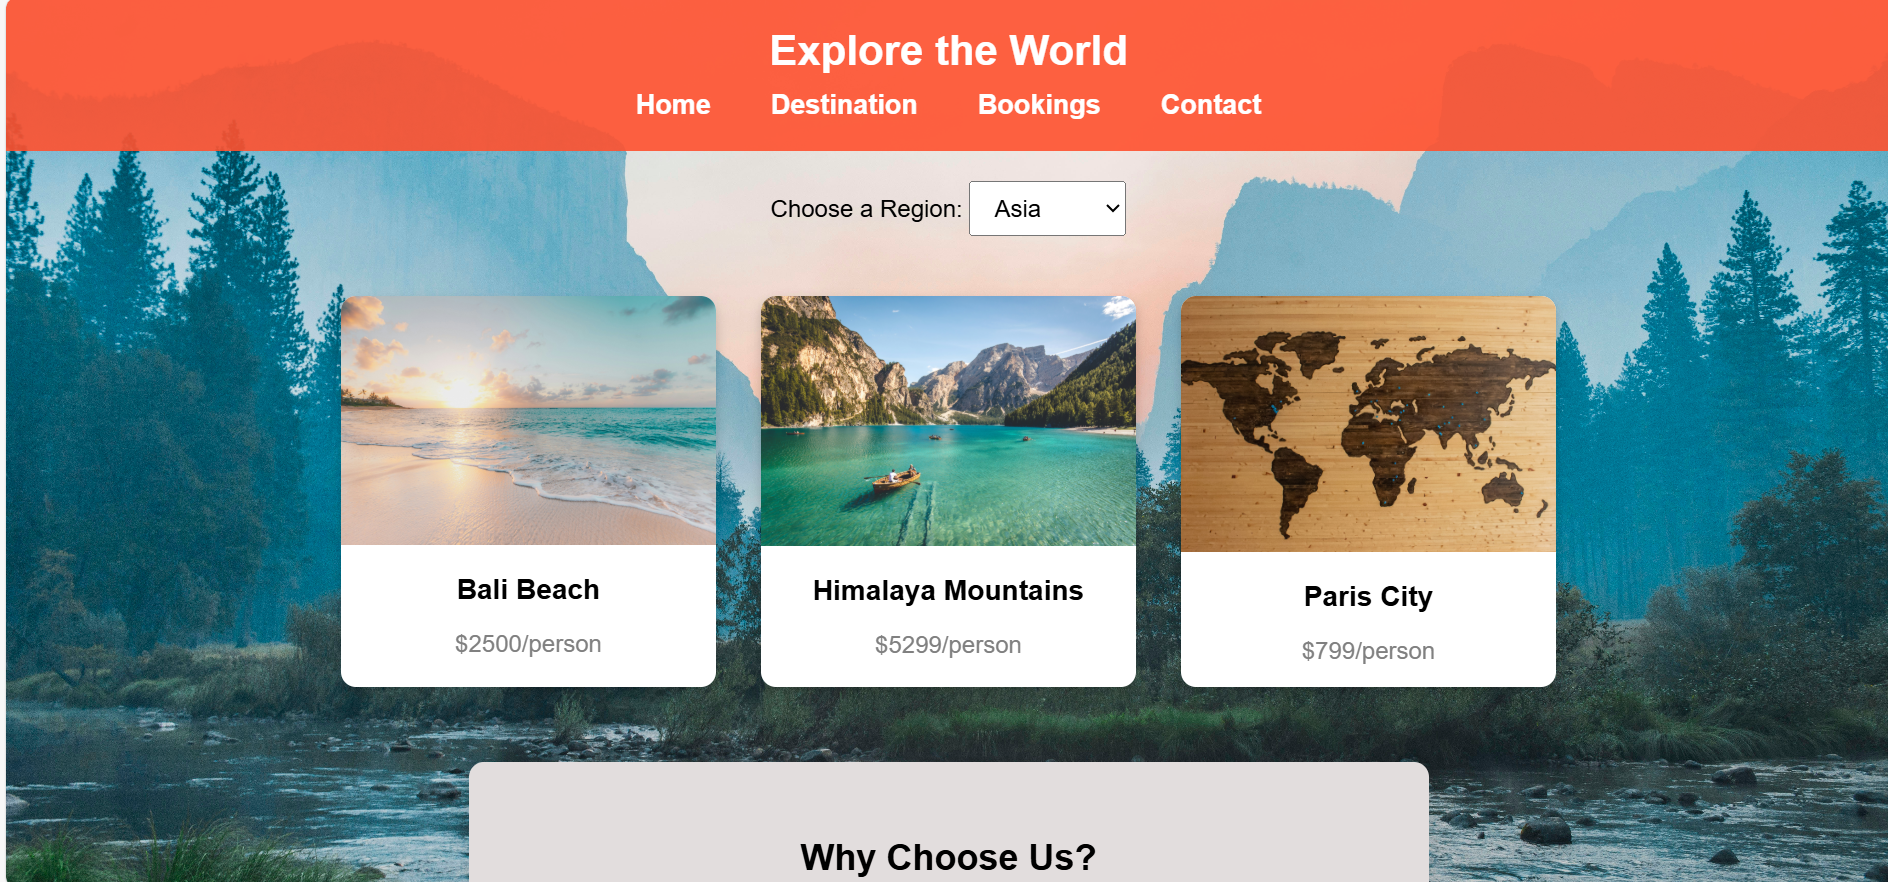 Explore the World
Home Destination Bookings Contact
Choose a Region: Asia
Bali Beach
$2500/person
Himalaya Mountains
$5299/person
Paris City
$799/person
Why Choose Us?